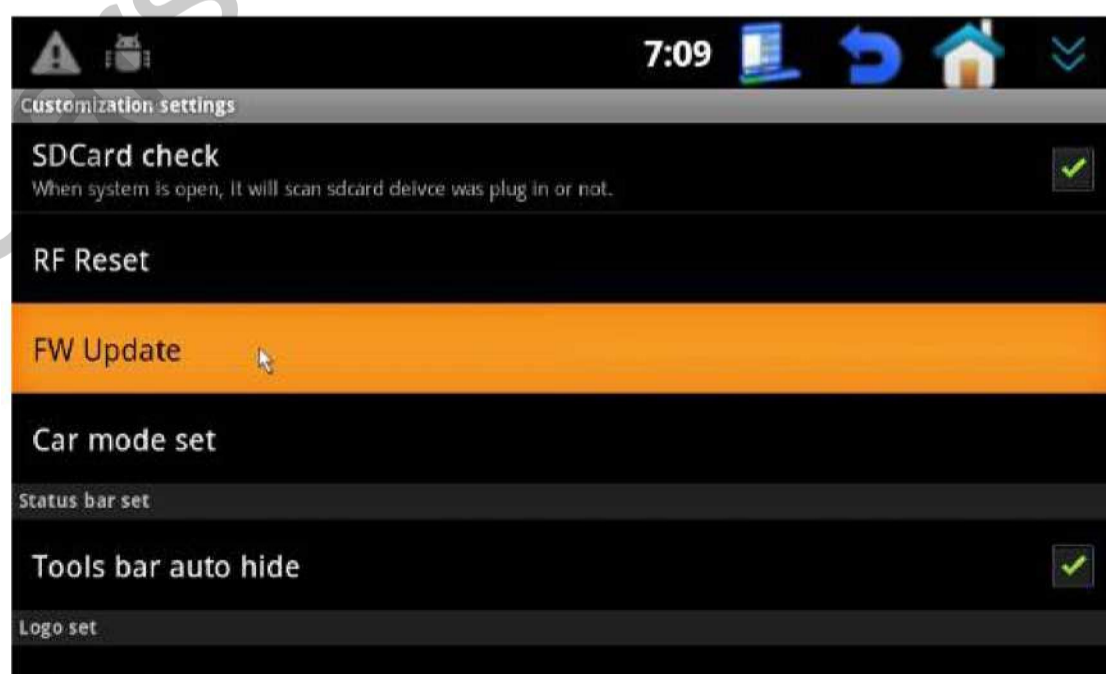 7:09
Customization settings
SDCard check
When system is open, it will scan sdcard deivce was plug in or not.
RF Reset
FW Update
Car mode set
Status bar set
Tools bar auto hide
Logo set